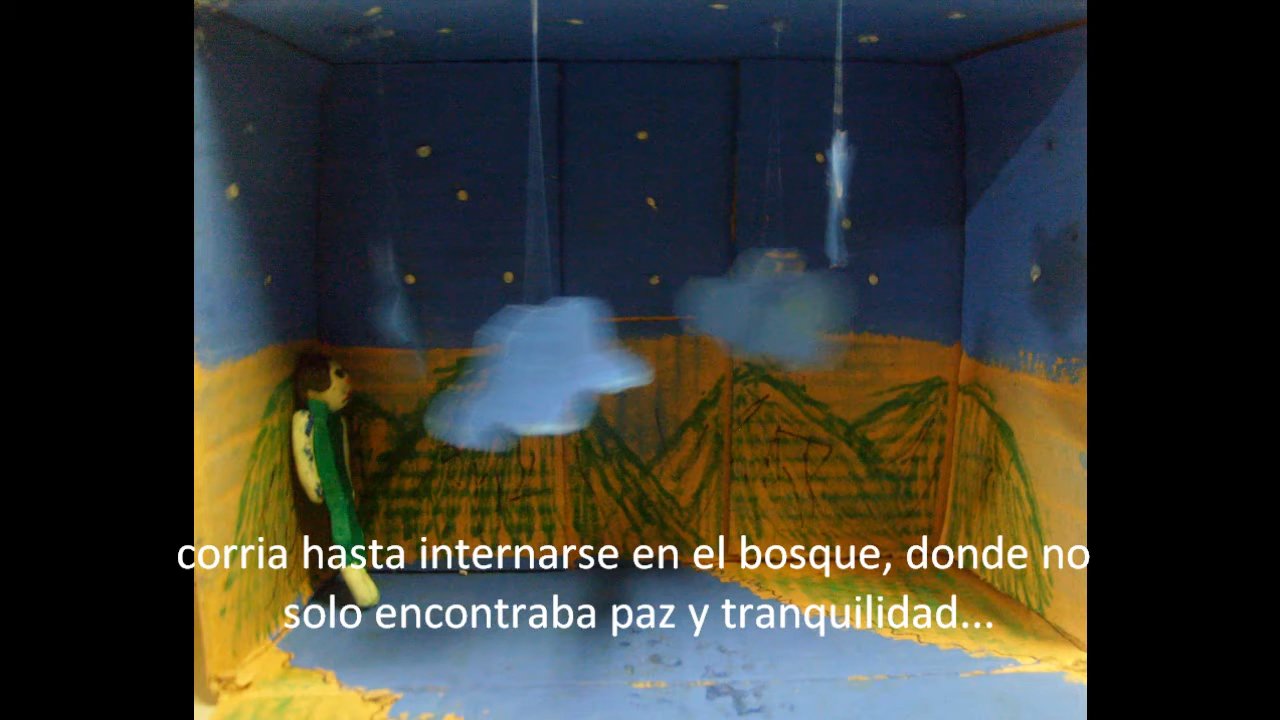 corria hasta internarse en el bosque, donde no
solo encontraba paz y tranquilidad...